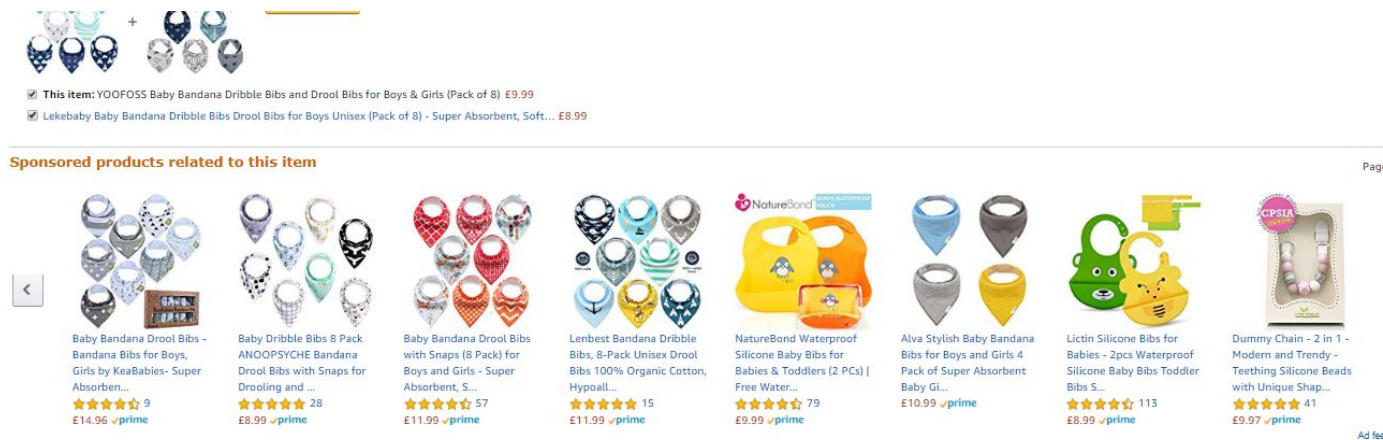 +
This item: YOOFOSS Baby Bandana Dribble Bibs and Drool Bibs for Boys & Girls (Pack of 8) £9.99
Lekebaby Baby Bandana Dribble Bibs Drool Bibs for Boys Unisex (Pack of 8) - Super Absorbent, Soft... £8.99
Sponsored products related to this item
Baby Bandana Drool Bibs -
Bandana Bibs for Boys,
Girls by KeaBabies- Super
Absorben...
9
£14.96 prime
Baby Dribble Bibs 8 Pack
ANOOPSYCHE Bandana
Drool Bibs with Snaps for
Drooling and ...
28
£8.99 prime
Baby Bandana Drool Bibs
with Snaps (8 Pack) for
Boys and Girls - Super
Absorbent, S...
57
£11.99 prime
Lenbest Bandana Dribble
Bibs, 8-Pack Unisex Drool
Bibs 100% Organic Cotton,
Hypoall...
15
£11.99 prime
NatureBond
NatureBond Waterproof
Silicone Baby Bibs for
Babies & Toddlers (2 PCs) |
Free Water...
79
£9.99 prime
Alva Stylish Baby Bandana
Bibs for Boys and Girls 4
Pack of Super Absorbent
Baby Gi...
£10.99 prime
Lictin Silicone Bibs for
Babies - 2pcs Waterproof
Silicone Baby Bibs Toddler
Bibs S...
113
£8.99 prime
CPSIA
Dummy Chain - 2 in 1 -
Modern and Trendy -
Teething Silicone Beads
with Unique Shap...
41
£9.97 prime